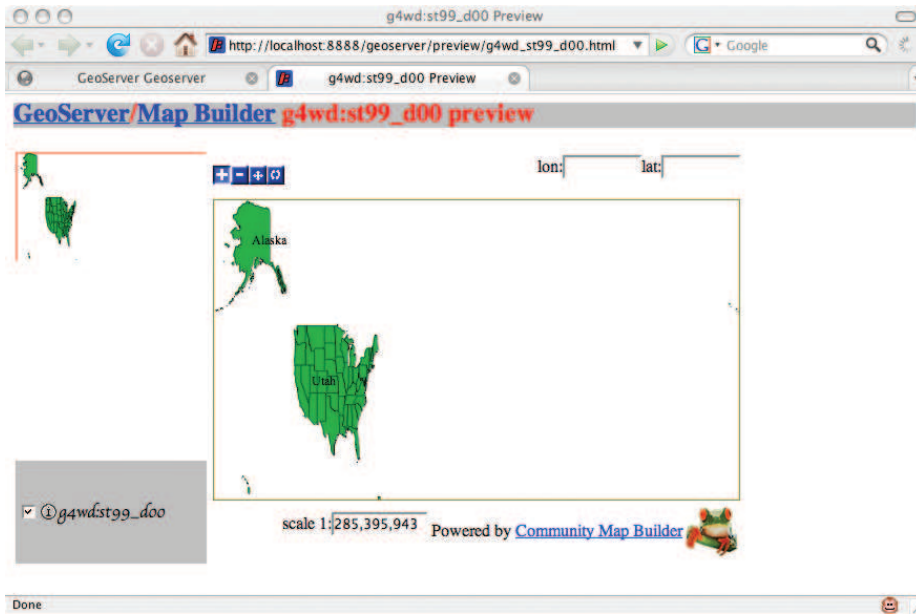 g4wd:st99_d00 Preview
http://localhost:8888/geoserver/preview/g4wd_st99_d00.html
G Google
GeoServer Geoserver
g4wd:st99_d00 Preview
GeoServer/Map Builder g4wd:st99_d00 preview
lon: lat:
Alaska
Utah
g4wd:st99_d00
scale 1: 285,395,943
Powered by Community Map Builder
Done